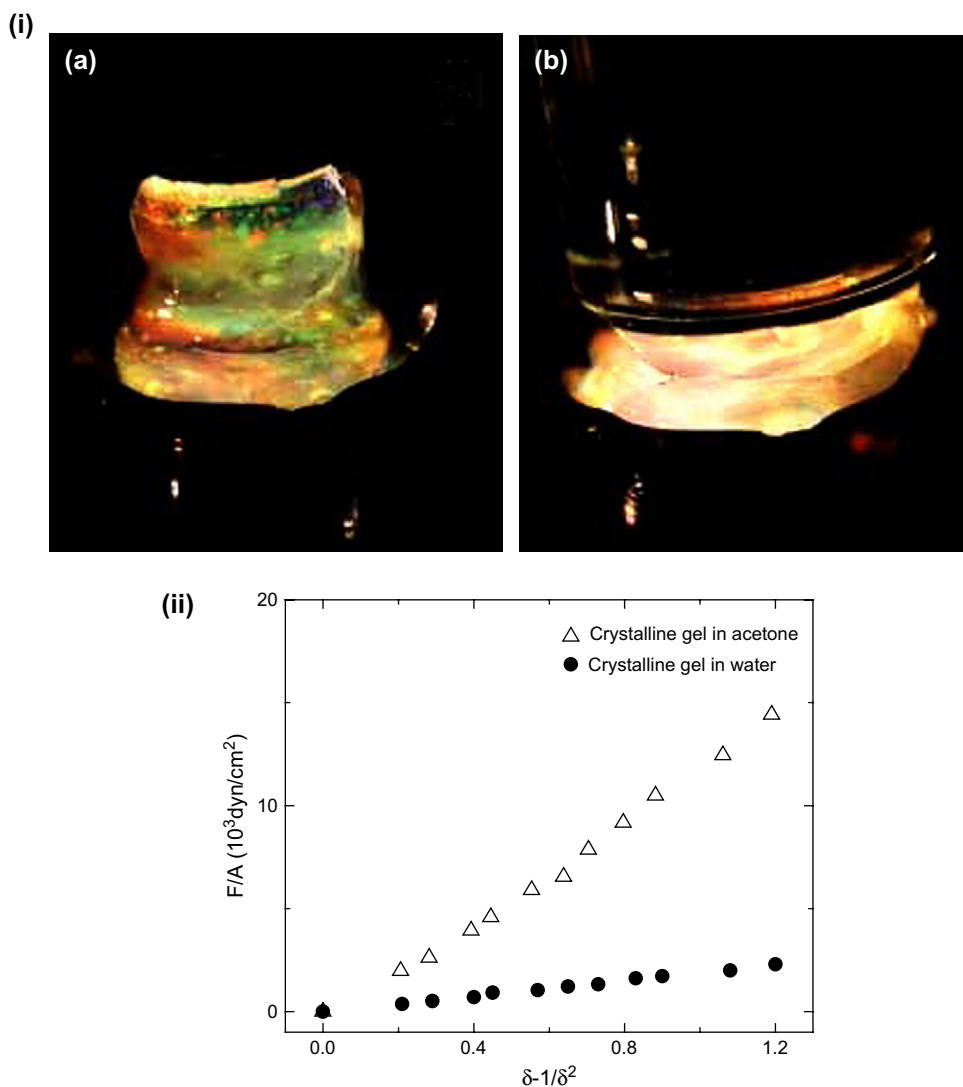 (i)
(a)
(b)
(ii)
20
Crystalline gel in acetone
Crystalline gel in water
10
0
F/A (10³dyn/cm²)
0.0 0.4 0.8 1.2
δ-1/δ²